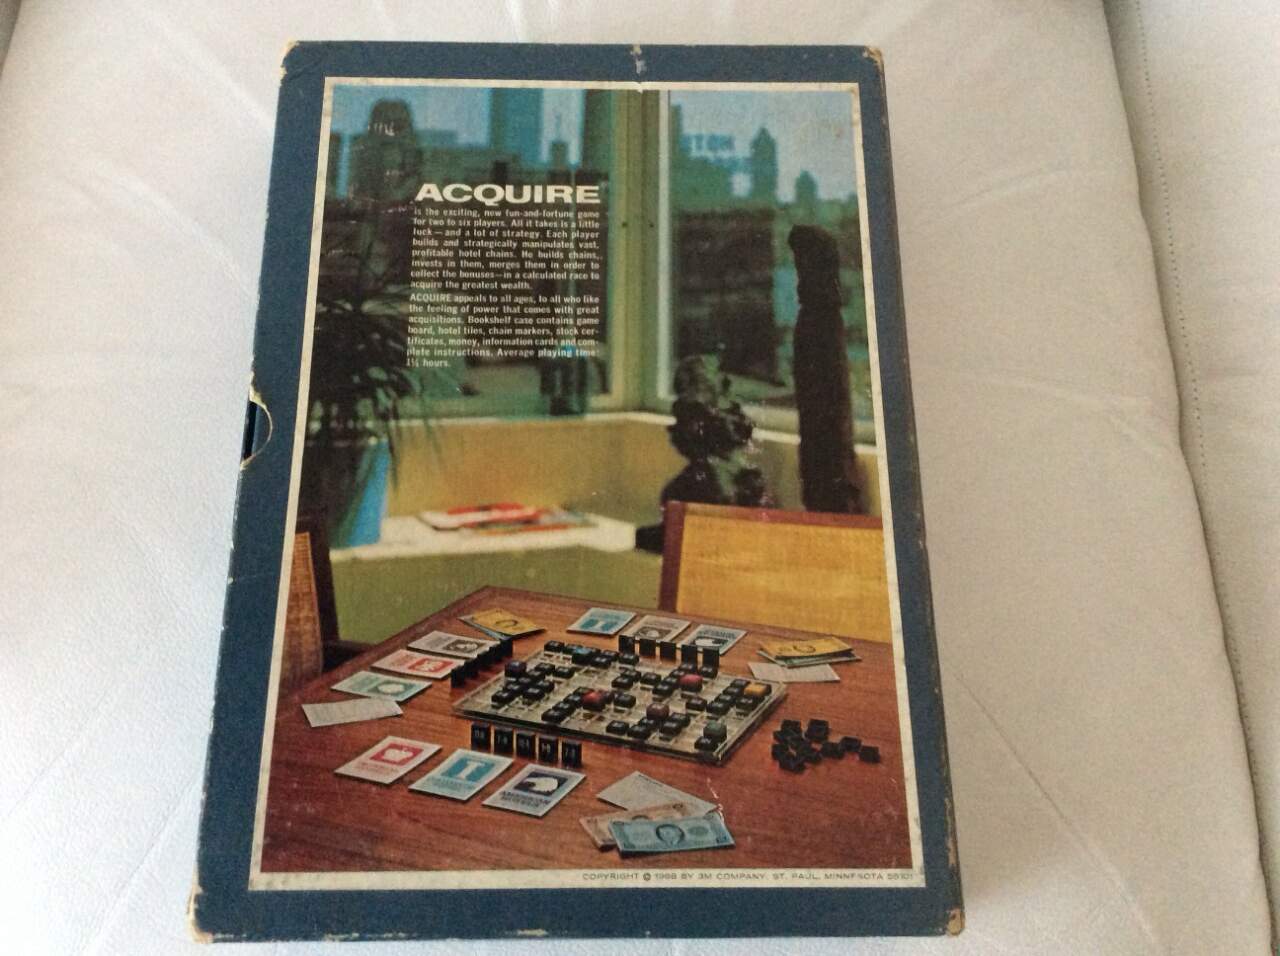 ACQUIRE
is the exciting, new fun-and-fortune game
for two to six players. All it takes is a little
luck — and a lot of strategy. Each player
builds and strategically manipulates vast,
profitable hotel chains. He builds chains,
invests in them, merges them in order to
collect the bonuses—in a calculated race to
acquire the greatest wealth.
ACQUIRE appeals to all ages, to all who like
the feeling of power that comes with great
acquisitions. Bookshelf case contains game
board, hotel tiles, chain markers, stock cer-
tificates, money, information cards and com-
plete instructions. Average playing time:
1½ hours.
AMERICAN
COPYRIGHT © 1968 BY 3M COMPANY, ST. PAUL, MINNESOTA 55101